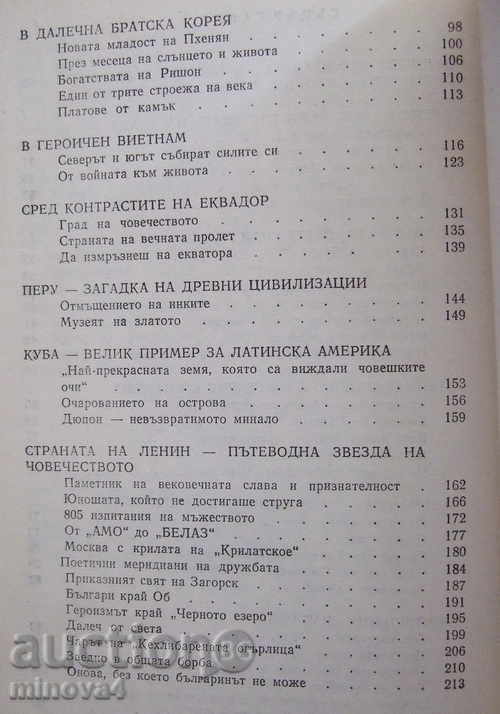 В ДАЛЕЧНА БРАТСКА КОРЕЯ
Новата младост на Пхенян . . . . . . 98
През месеца на слънцето и живота . . . . 100
Богатствата на Ришон . . . . . . . 106
Един от трите строежа на века . . . . . 110
Платове от камък . . . . . . . . 113
В ГЕРОИЧЕН ВИЕТНАМ
Северът и югът събират силите си . . . . 116
От войната към живота . . . . . . . 123
СРЕД КОНТРАСТИТЕ НА ЕКВАДОР
Град на човечеството . . . . . . . 131
Страната на вечната пролет . . . . . . 135
Да измръзнеш на екватора . . . . . . 139
ПЕРУ — ЗАГАДКА НА ДРЕВНИ ЦИВИЛИЗАЦИИ
Отмъщението на инките . . . . . . . 144
Музеят на златото . . . . . . . . 149
КУБА — ВЕЛИК ПРИМЕР ЗА ЛАТИНСКА АМЕРИКА
„Най-прекрасната земя, която са виждали човешките
очи“ . . . . . . . . . . . 153
Очарованието на острова . . . . . . 156
Дюпон — невъзвратимото минало . . . . 159
СТРАНАТА НА ЛЕНИН — ПЪТЕВОДНА ЗВЕЗДА НА
ЧОВЕЧЕСТВОТО
Паметник на вековечната слава и признателност . 162
Юношата, който не достигаше струга . . . . 166
805 изпитания на мъжеството . . . . . 172
От „АМО“ до „БЕЛАЗ“ . . . . . . . 177
Москва с крилата на „Крилатское“ . . . . 180
Поетични меридиани на дружбата . . . . 184
Приказният свят на Загорск . . . . . . 187
Българи край Об . . . . . . . . 191
Героизмът край „Черното езеро“ . . . . . 195
Далеч от света . . . . . . . . . 199
Чарът на „Кехлибарената огърлица“ . . . . 206
Заедно в общата борба . . . . . . . 210
Онова, без което българинът не може . . . . 213
auction
minova4